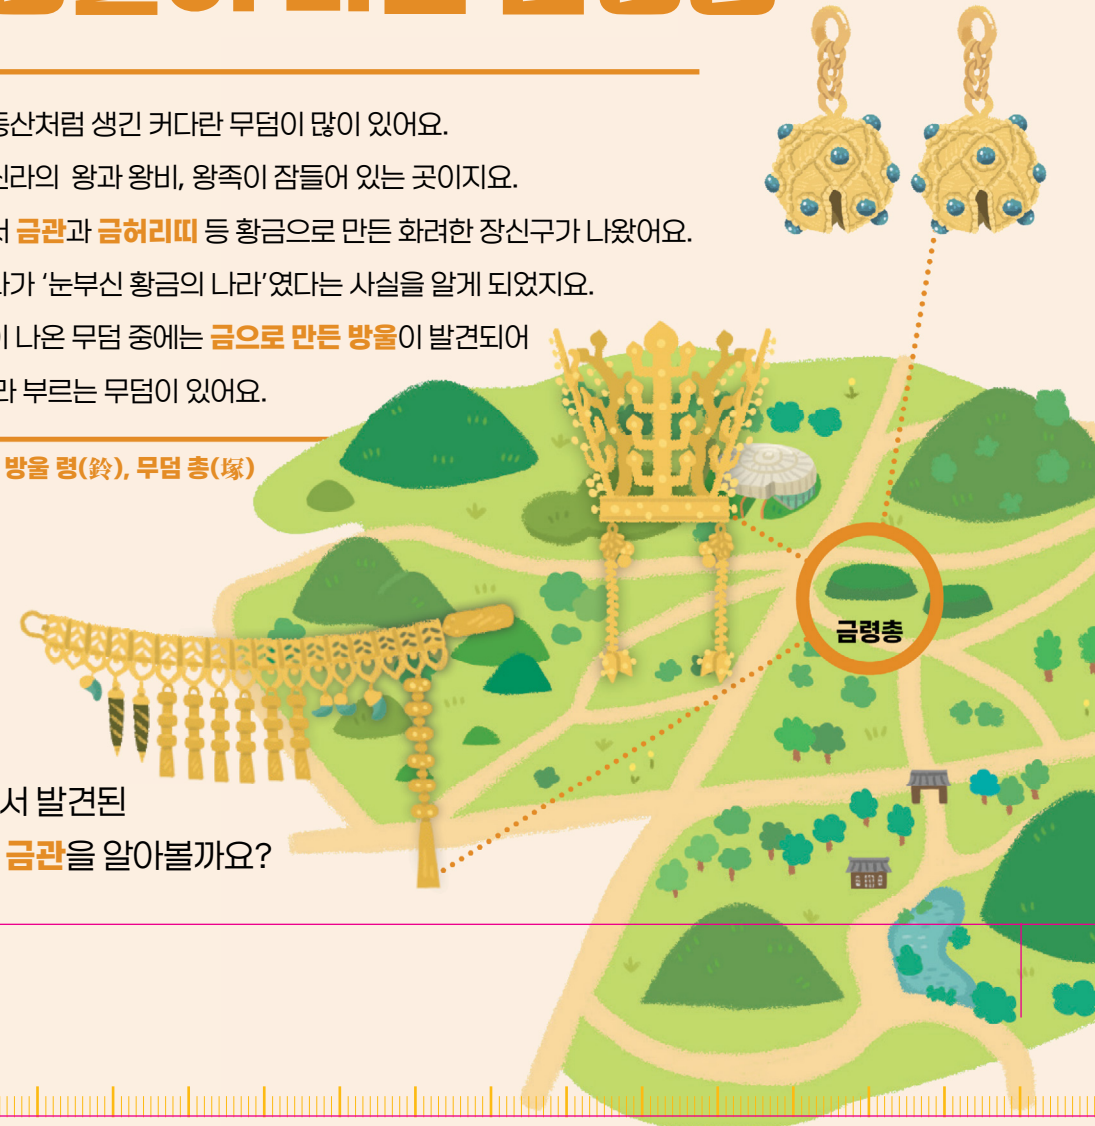 동산처럼 생긴 커다란 무덤이 많이 있어요.
신라의 왕과 왕비, 왕족이 잠들어 있는 곳이지요.
서 금관과 금허리띠 등 황금으로 만든 화려한 장신구가 나왔어요.
라가 ‘눈부신 황금의 나라’였다는 사실을 알게 되었지요.
이 나온 무덤 중에는 금으로 만든 방울이 발견되어
라 부르는 무덤이 있어요.
방울 령(鈴), 무덤 총(塚)
금령총
서 발견된
금관을 알아볼까요?